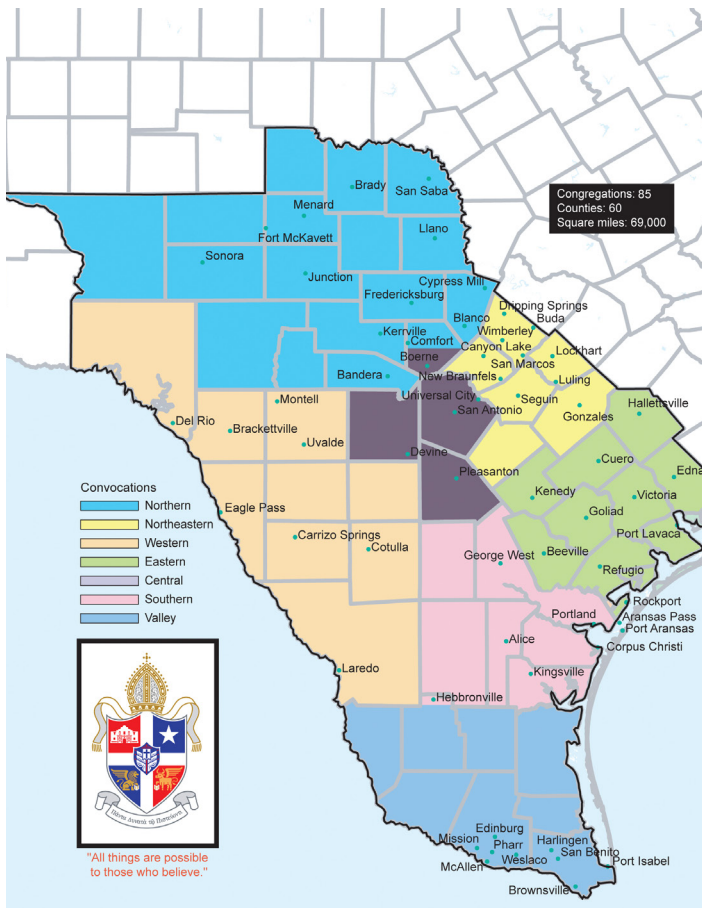 Brady
San Saba
Menard
Fort McKavett
Llano
Sonora
Junction
Congregations: 85
Counties: 60
Square miles: 69,000
Cypress Mill
Fredericksburg
Dripping Springs
Buda
Blanco
Wimberley
Kerrville
Comfort
Canyon Lake
Lockhart
Boerne
San Marcos
Bandera
New Braunfels
Luling
Universal City
Seguin
Montell
San Antonio
Gonzales
Hallettsville
Del Rio
Brackettville
Uvalde
Devine
Cuero
Pleasanton
Edna
Kenedy
Victoria
Goliad
Port Lavaca
Eagle Pass
Carrizo Springs
Cotulla
George West
Beeville
Refugio
Convocations
Northern
Northeastern
Western
Eastern
Central
Southern
Valley
Rockport
Portland
Aransas Pass
Port Aransas
Alice
Corpus Christi
Laredo
Kingsville
Hebbronville
Πάντα δυνατὰ τῷ Πιστεύοντι
"All things are possible
to those who believe."
Edinburg
Mission
Pharr
Harlingen
McAllen
Weslaco
San Benito
Port Isabel
Brownsville